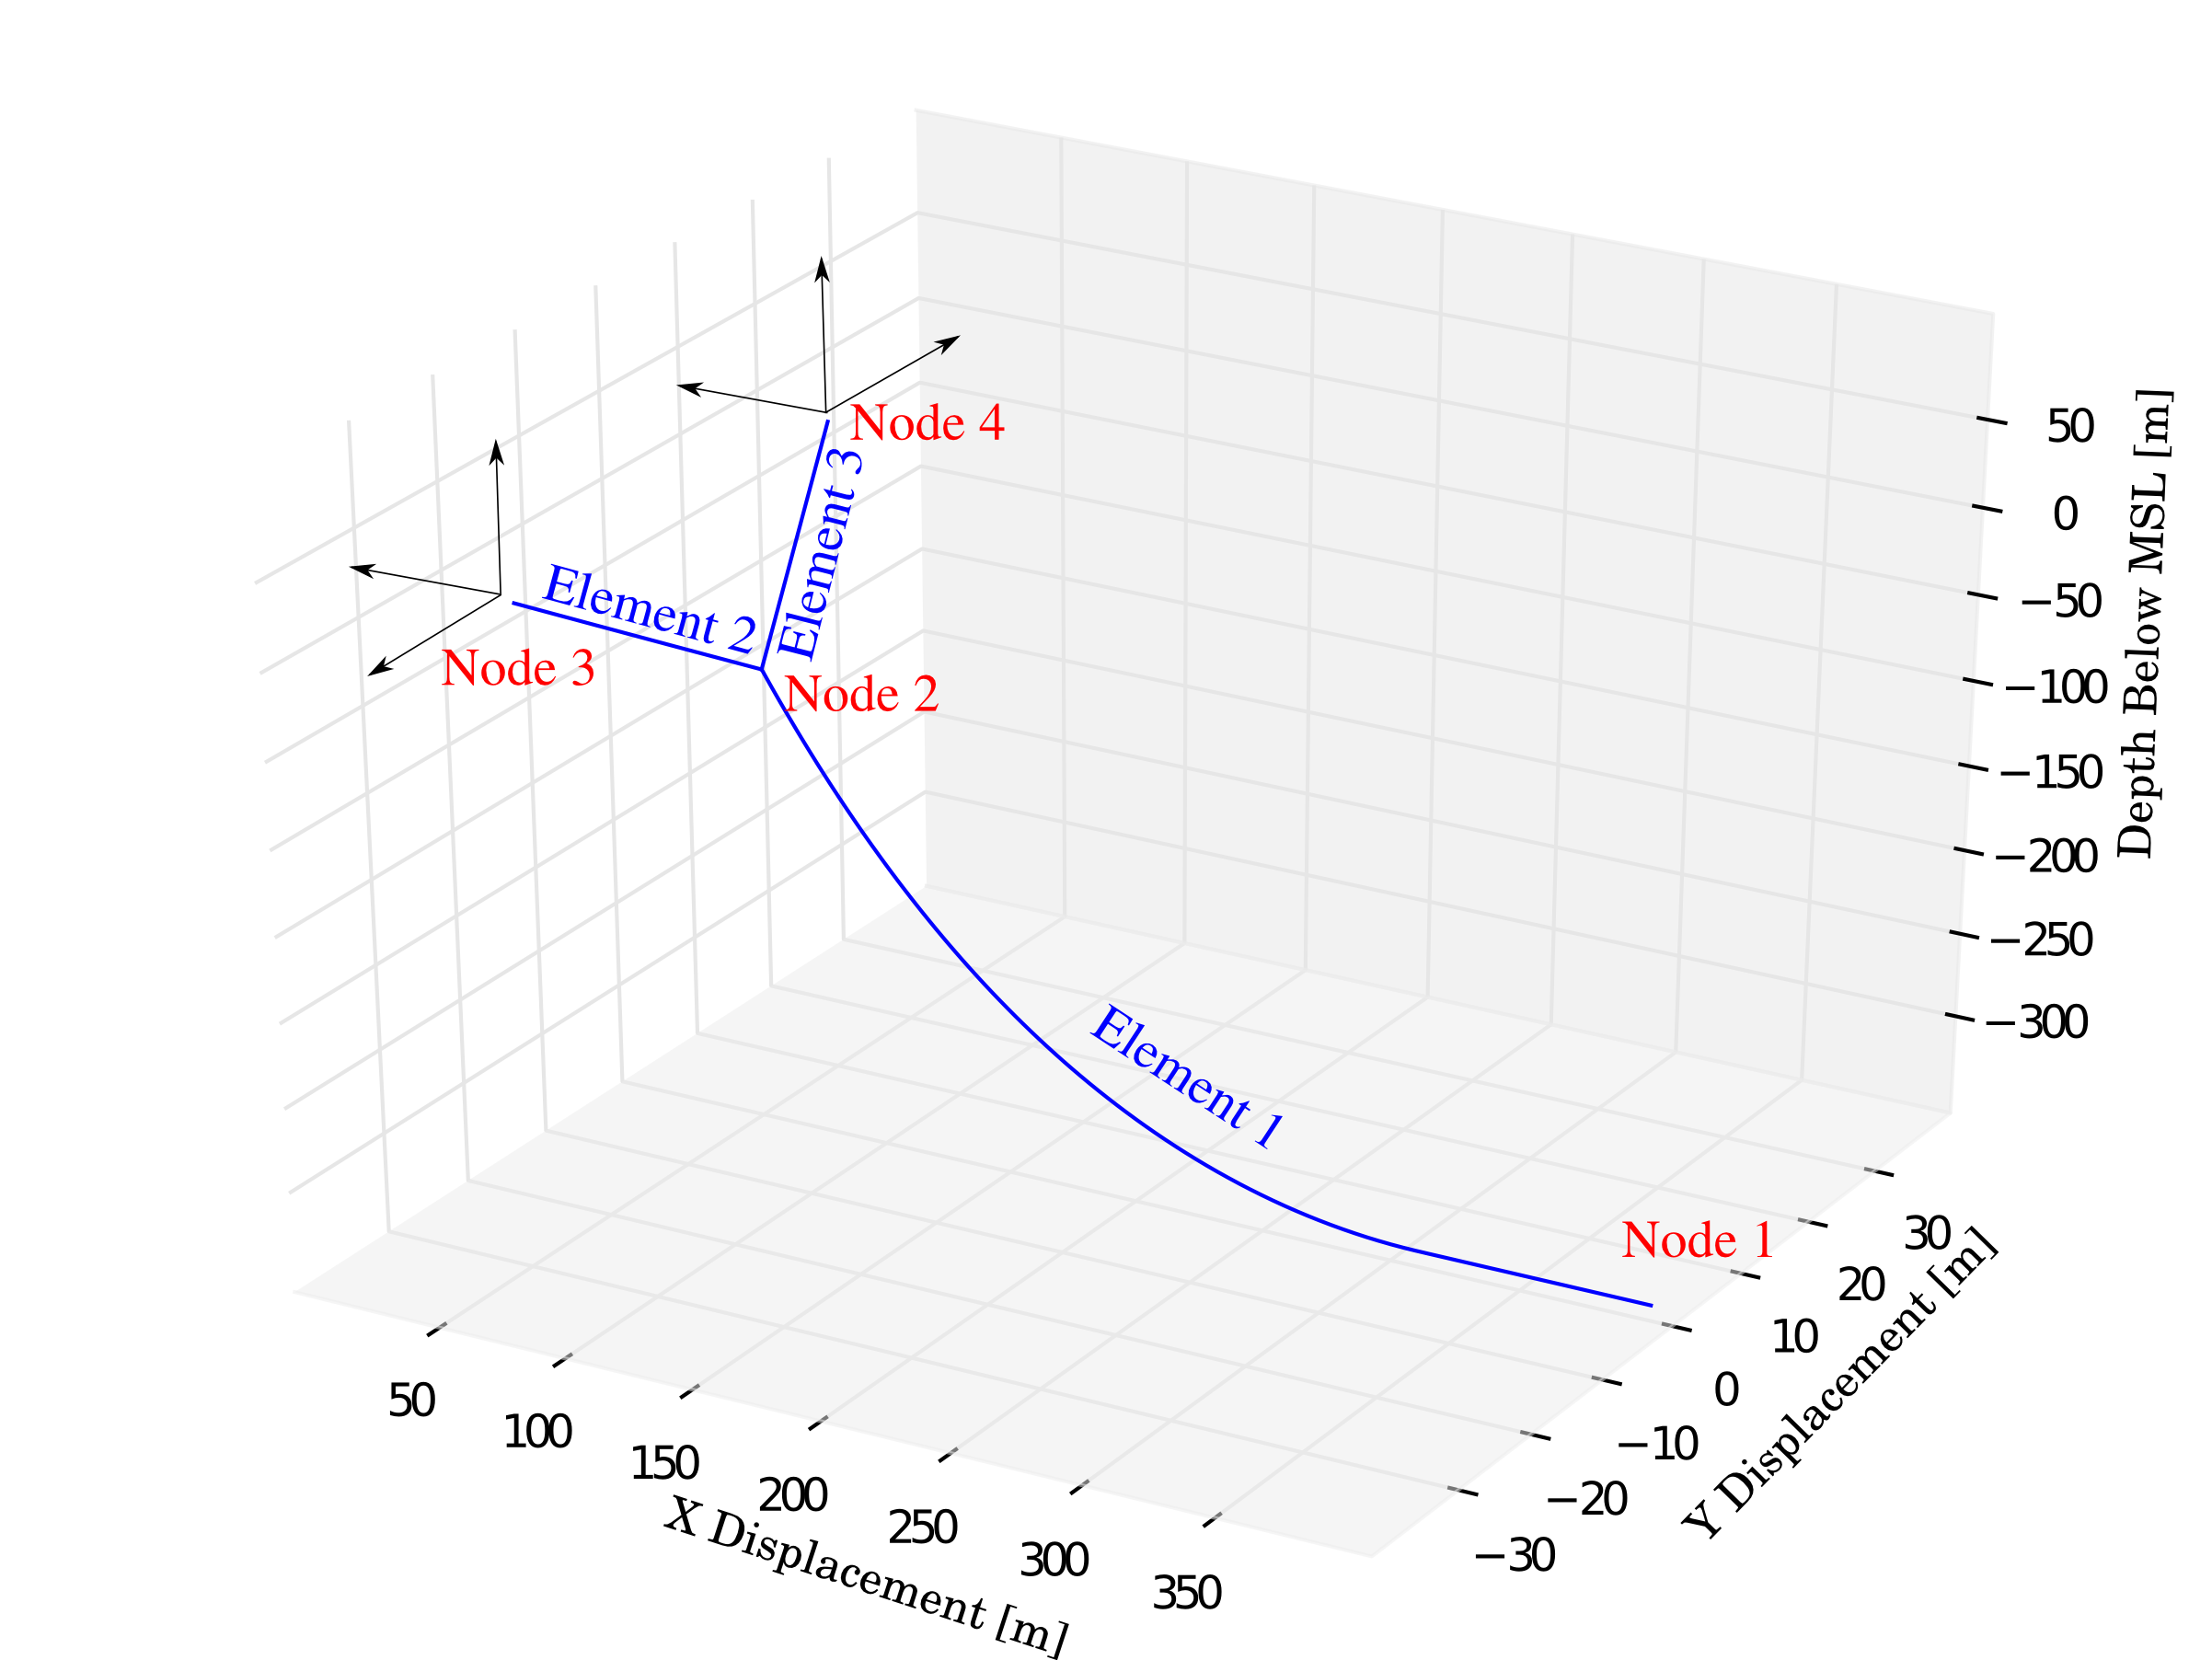 Node 4
Element 3
Element 2
Node 3
Node 2
Element 1
Node 1
50
0
−50
−100
−150
−200
−250
−300
Depth Below MSL [m]
30
20
10
0
−10
−20
−30
Y Displacement [m]
50
100
150
200
250
300
350
X Displacement [m]